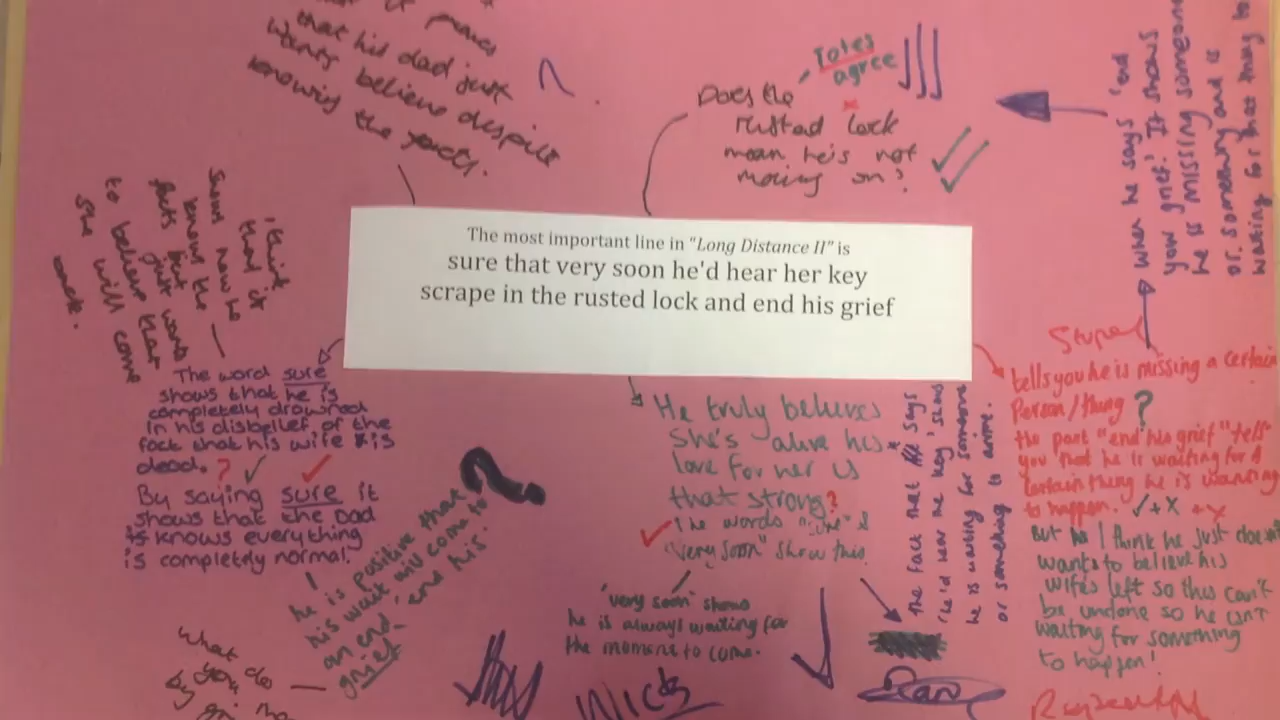 that his dad just
wants believe despite
knowing the facts.
Totes
agree
Does the
rusted lock
mean he's not
moving on?
when he says 'end
your grief.' It shows
he is missing someone
or someway and is
waiting for that thing to
The most important line in "Long Distance II" is
sure that very soon he'd hear her key
scrape in the rusted lock and end his grief
I think
that it
shows how he
knows the
facts but
just wants
to believe that
she will come
back.
The word sure
shows that he is
completely drowned
in his disbelief of the
fact that his wife is
dead. ?
By saying sure it
shows that the Dad
knows everything
is completely normal.
he is positive that
his wait will come to
an end, 'end his
grief'
?
what do
you
by
He truly believes
She's alive his
love for her is
that strong?
The words "sure" &
"very soon" show this.
'very soon' shows
he is always waiting for
the moment to come.
The fact that he says
'he'd hear her key' shows
he is waiting for someone
or something to arrive.
tells you he is missing a certain
Person/thing ?
the part "end his grief" tells
you that he is waiting for a
certain thing he is wanting
to happen. ✓+x +x
But I think he just doesn't
wants to believe his
wife's left so this can't
be undone so he isn't
waiting for something
to happen!